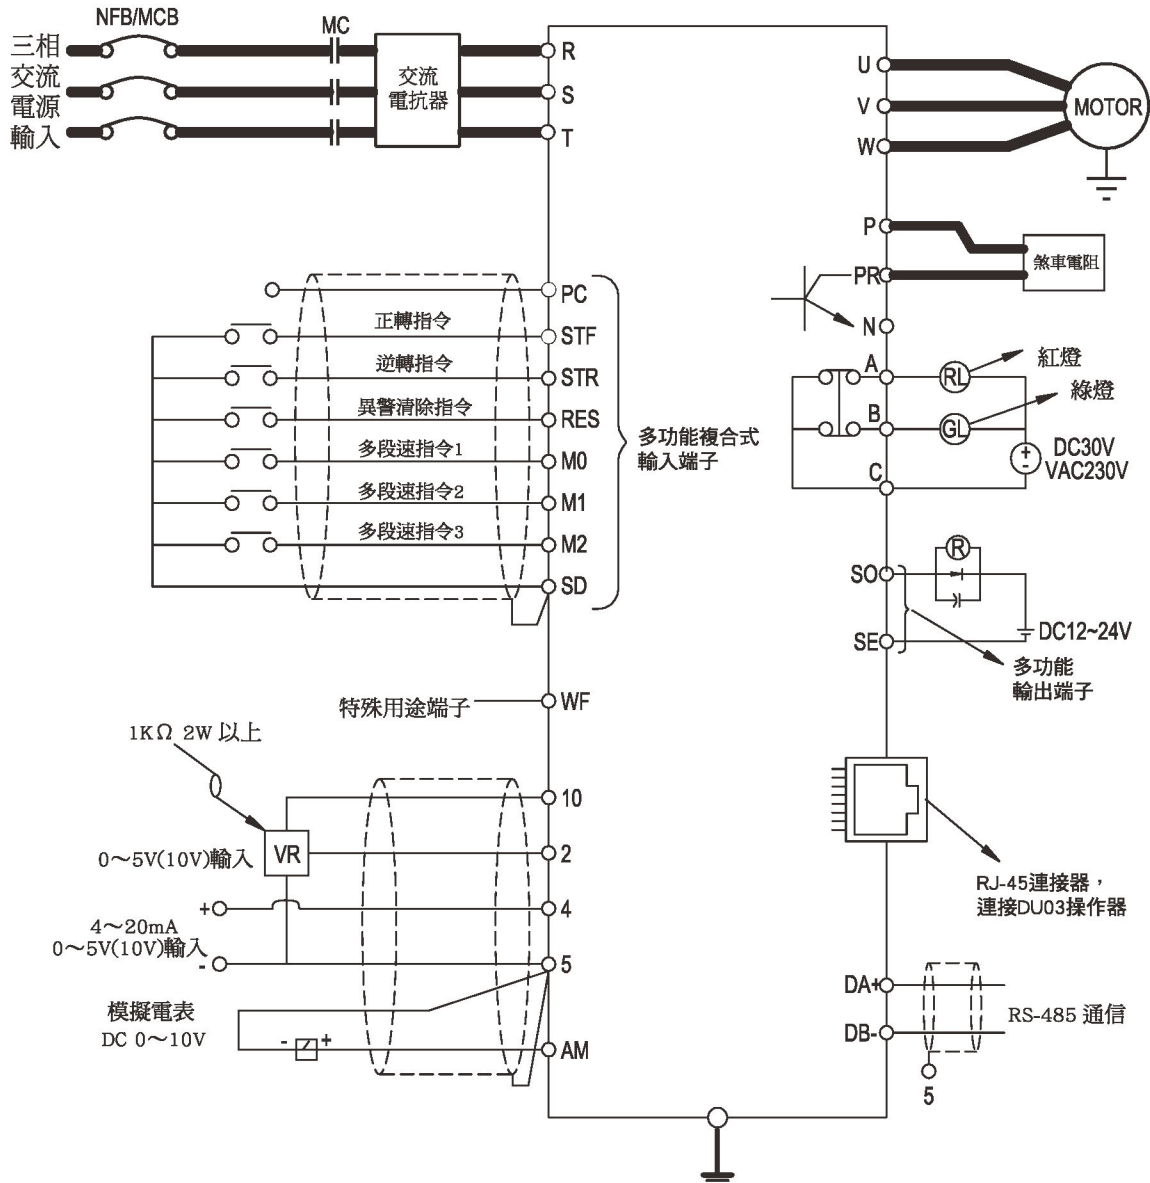 NFB/MCB
MC
三相
交流
電源
輸入
交流
電抗器
R
S
T
U
V
W
MOTOR
P
PR
N
煞車電阻
PC
正轉指令
STF
逆轉指令
STR
異警清除指令
RES
多段速指令1
M0
多段速指令2
M1
多段速指令3
M2
SD
多功能複合式
輸入端子
A
RL
紅燈
B
GL
綠燈
C
+
-
DC30V
VAC230V
SO
R
SE
DC12~24V
多功能
輸出端子
特殊用途端子
WF
1KΩ 2W 以上
10
VR
2
0～5V(10V)輸入
+
4
4～20mA
0～5V(10V)輸入
-
5
模擬電表
DC 0～10V
-
+
AM
RJ-45連接器，
連接DU03操作器
DA+
DB-
RS-485 通信
5